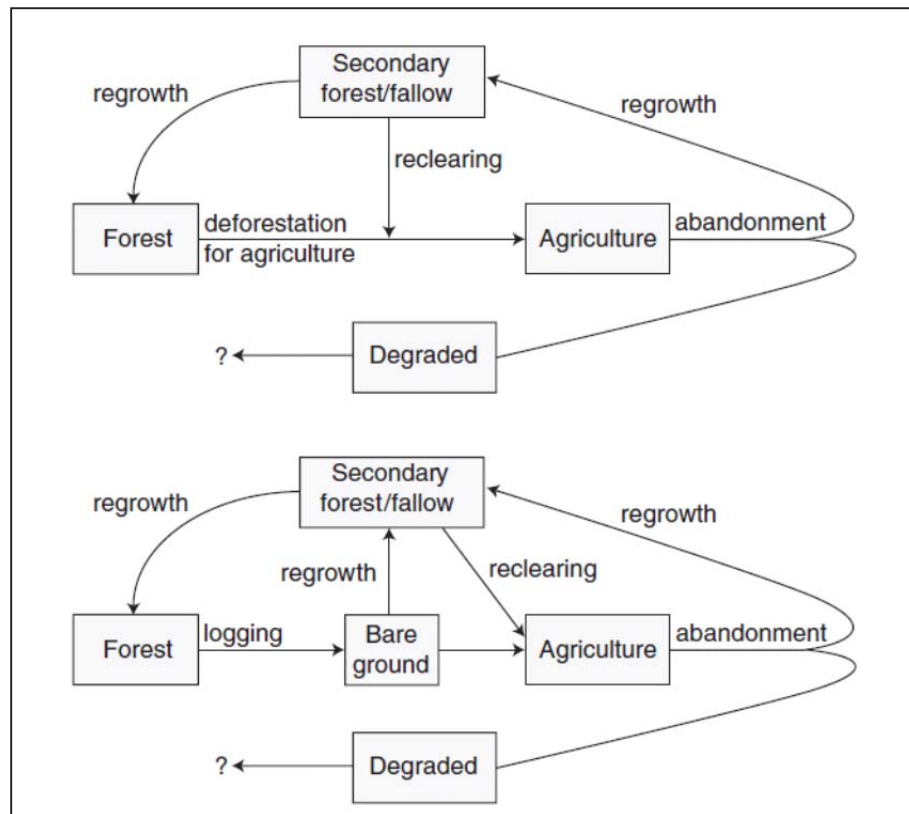 Secondary
forest/fallow
regrowth
regrowth
reclearing
Forest
deforestation
for agriculture
Agriculture
abandonment
Degraded
?
Secondary
forest/fallow
regrowth
regrowth
regrowth
reclearing
Forest
logging
Bare
ground
Agriculture
abandonment
Degraded
?